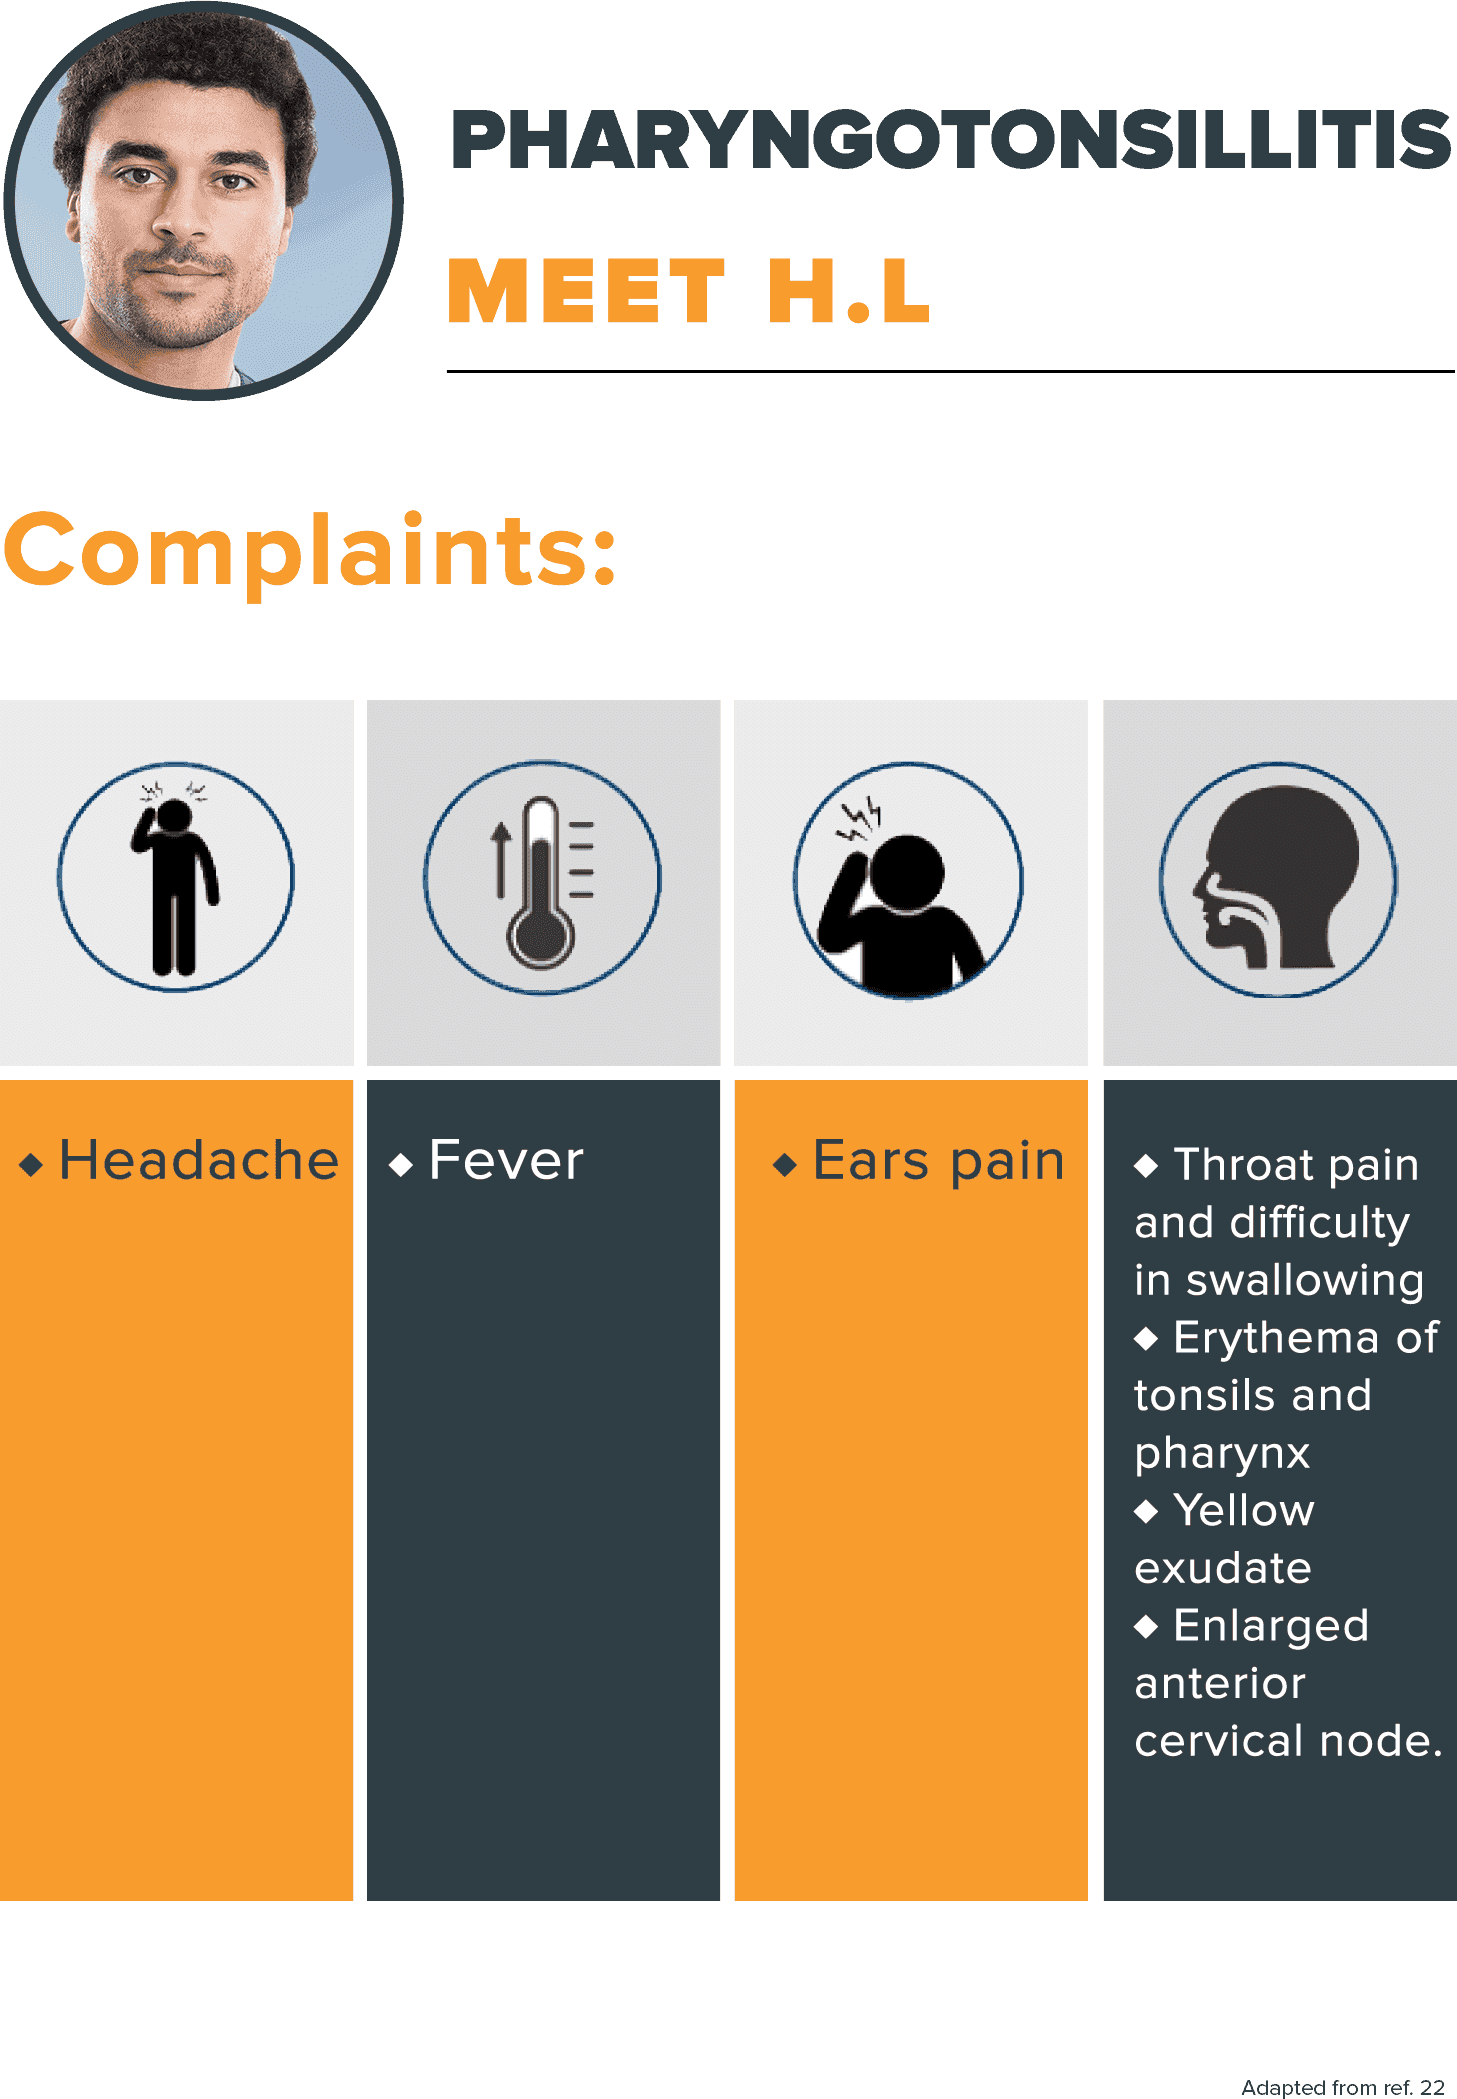 PHARYNGOTONSILLITIS
MEET H.L
Complaints:
◆ Headache
◆ Fever
◆ Ears pain
◆ Throat pain
and difficulty
in swallowing
◆ Erythema of
tonsils and
pharynx
◆ Yellow
exudate
◆ Enlarged
anterior
cervical node.
Adapted from ref. 22